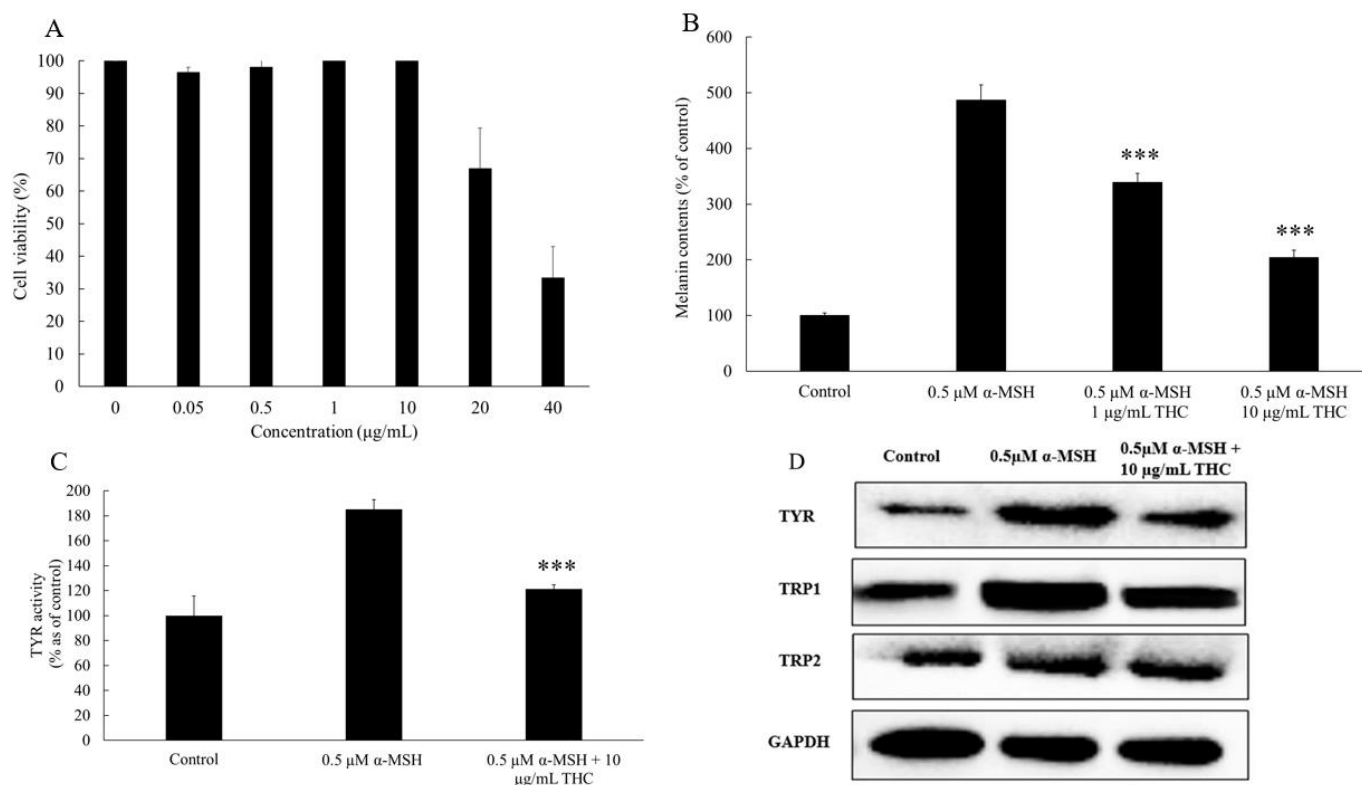 A
Cell viability (%)
100
90
80
70
60
50
40
30
20
10
0
0 0.05 0.5 1 10 20 40
Concentration (µg/mL)
B
Melanin contents (% of control)
600
500
400
300
200
100
0
***
***
Control 0.5 µM α-MSH 0.5 µM α-MSH 0.5 µM α-MSH
1 µg/mL THC 10 µg/mL THC
C
TYR activity
(% as of control)
200
180
160
140
120
100
80
60
40
20
0
***
Control 0.5 µM α-MSH 0.5 µM α-MSH + 10
µg/mL THC
D
Control 0.5µM α-MSH 0.5µM α-MSH +
10 µg/mL THC
TYR
TRP1
TRP2
GAPDH